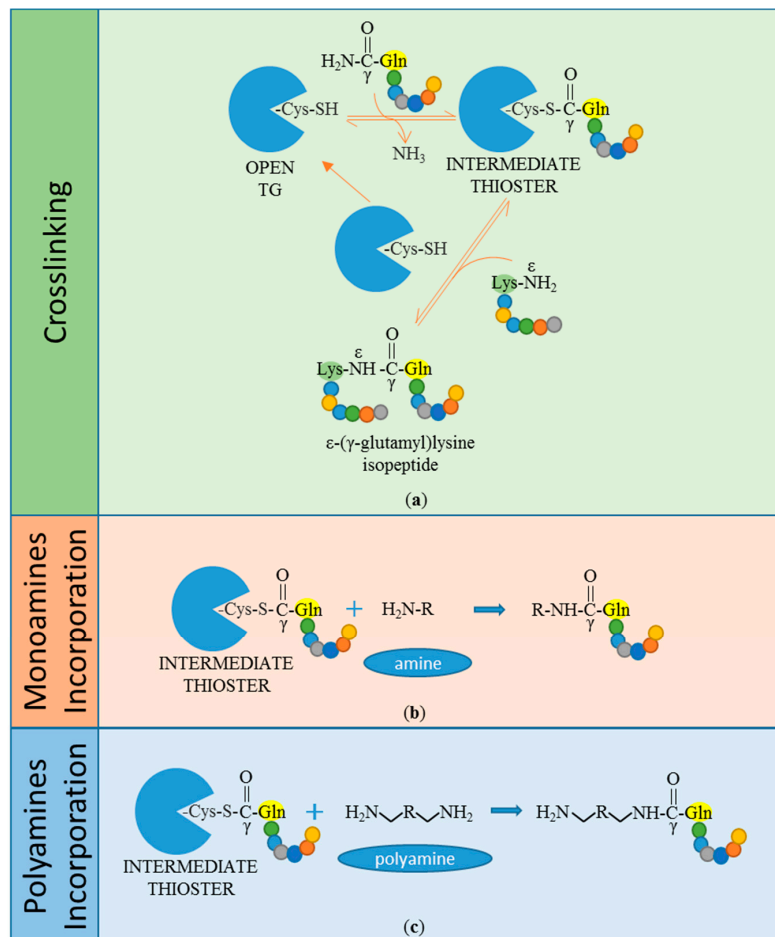 Crosslinking
O
||
H₂N-C-Gln
γ
-Cys-SH
NH₃
OPEN
TG
O
||
-Cys-S-C-Gln
γ
INTERMEDIATE
THIOSTER
-Cys-SH
ε
Lys-NH₂
O
ε ||
Lys-NH-C-Gln
γ
ε-(γ-glutamyl)lysine
isopeptide
(a)
Monoamines
Incorporation
O
||
-Cys-S-C-Gln + H₂N-R
γ
INTERMEDIATE
THIOSTER
amine
O
||
R-NH-C-Gln
γ
(b)
Polyamines
Incorporation
O
||
-Cys-S-C-Gln + H₂N R NH₂
γ
INTERMEDIATE
THIOSTER
polyamine
O
||
H₂N R NH-C-Gln
γ
(c)